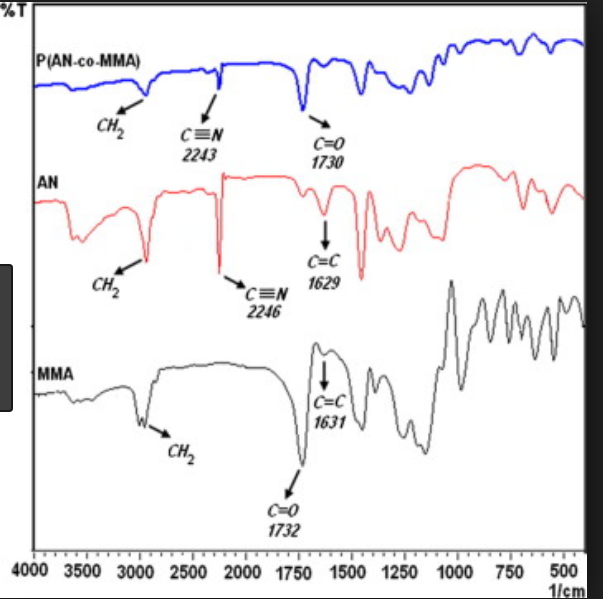 %T
P(AN-co-MMA)
CH2
C≡N
2243
C=O
1730
AN
CH2
C≡N
2246
C=C
1629
MMA
CH2
C=C
1631
C=O
1732
4000 3500 3000 2500 2000 1750 1500 1250 1000 750 500
1/cm